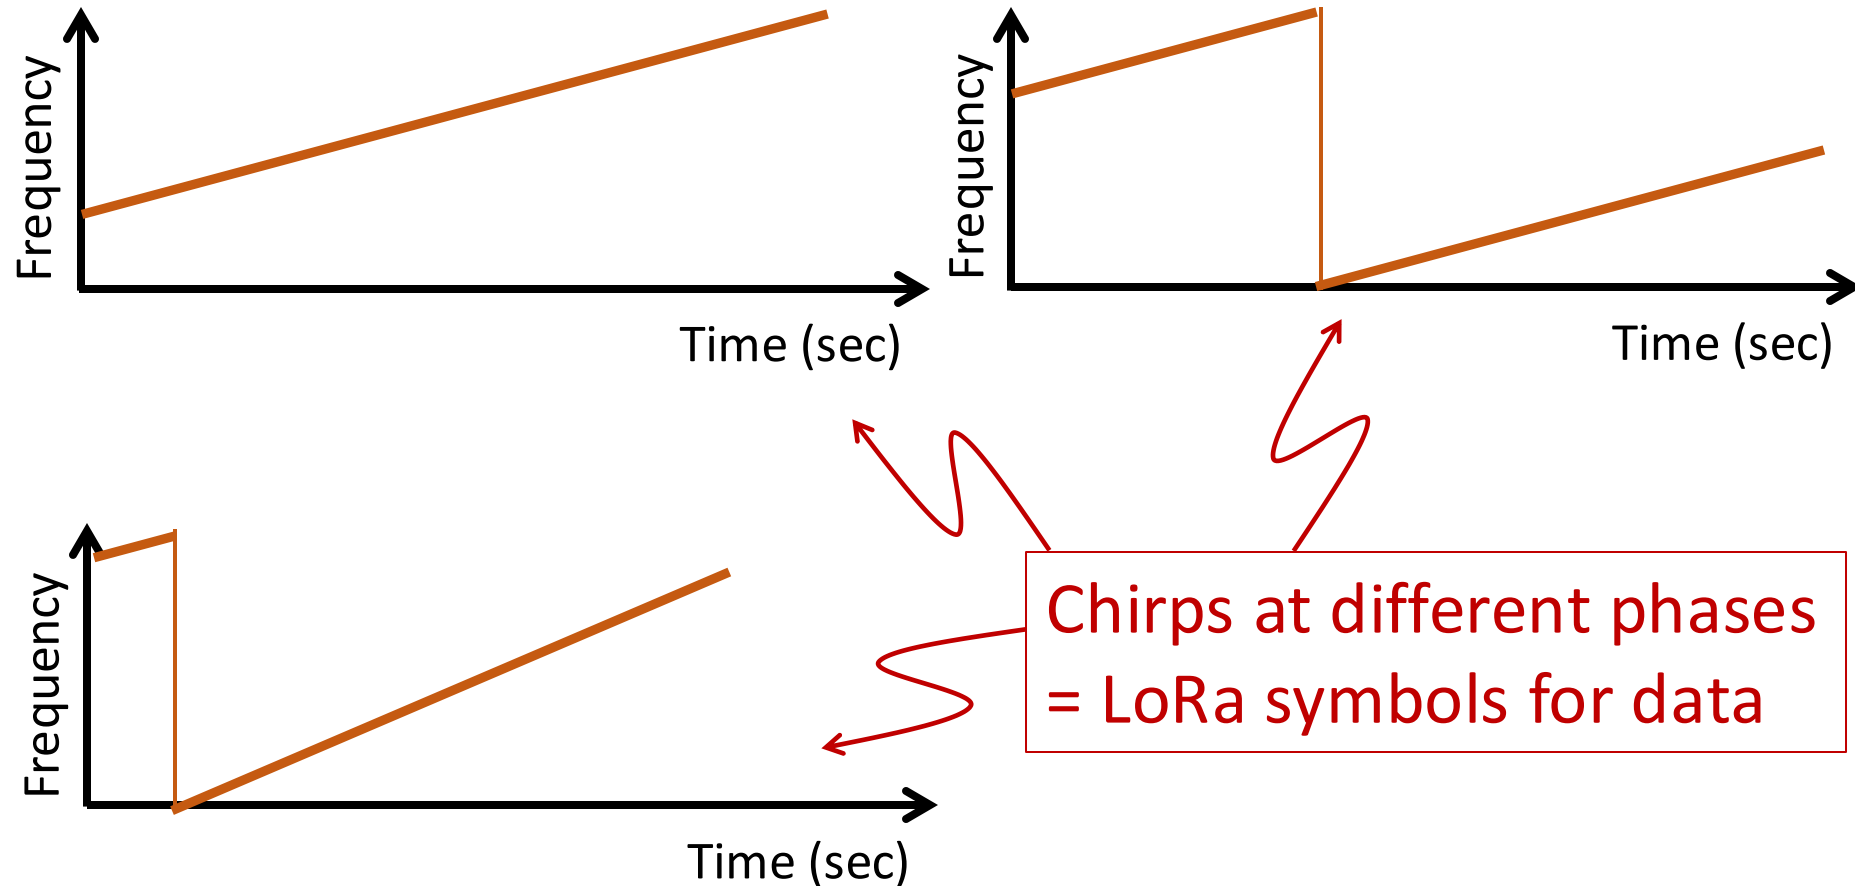 Frequency
Time (sec)
Frequency
Time (sec)
Frequency
Time (sec)
Chirps at different phases
= LoRa symbols for data